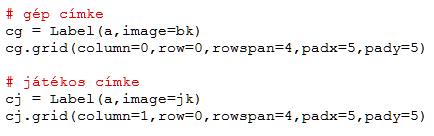 # gép címke
cg = Label(a,image=bk)
cg.grid(column=0,row=0,rowspan=4,padx=5,pady=5)
# játékos címke
cj = Label(a,image=jk)
cj.grid(column=1,row=0,rowspan=4,padx=5,pady=5)